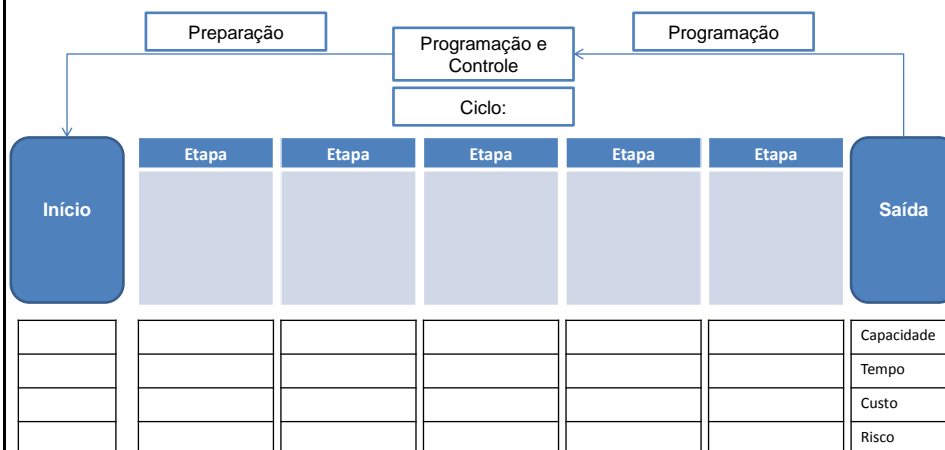 Preparação
Programação e
Controle
Programação
Ciclo:
Início
Etapa
Etapa
Etapa
Etapa
Etapa
Saída
Capacidade
Tempo
Custo
Risco